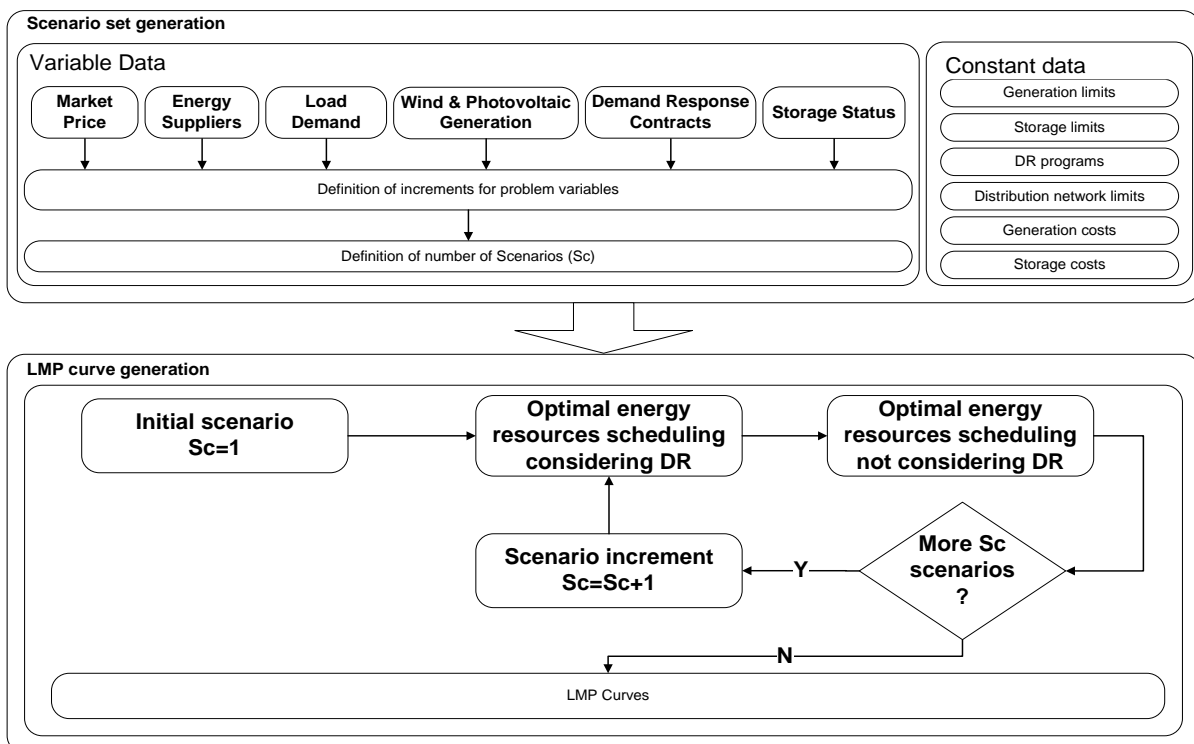 Scenario set generation
Variable Data
Market
Price
Energy
Suppliers
Load
Demand
Wind & Photovoltaic
Generation
Demand Response
Contracts
Storage Status
Definition of increments for problem variables
Definition of number of Scenarios (Sc)
Constant data
Generation limits
Storage limits
DR programs
Distribution network limits
Generation costs
Storage costs
LMP curve generation
Initial scenario
Sc=1
Optimal energy
resources scheduling
considering DR
Optimal energy
resources scheduling
not considering DR
More Sc
scenarios
?
Y
Scenario increment
Sc=Sc+1
N
LMP Curves